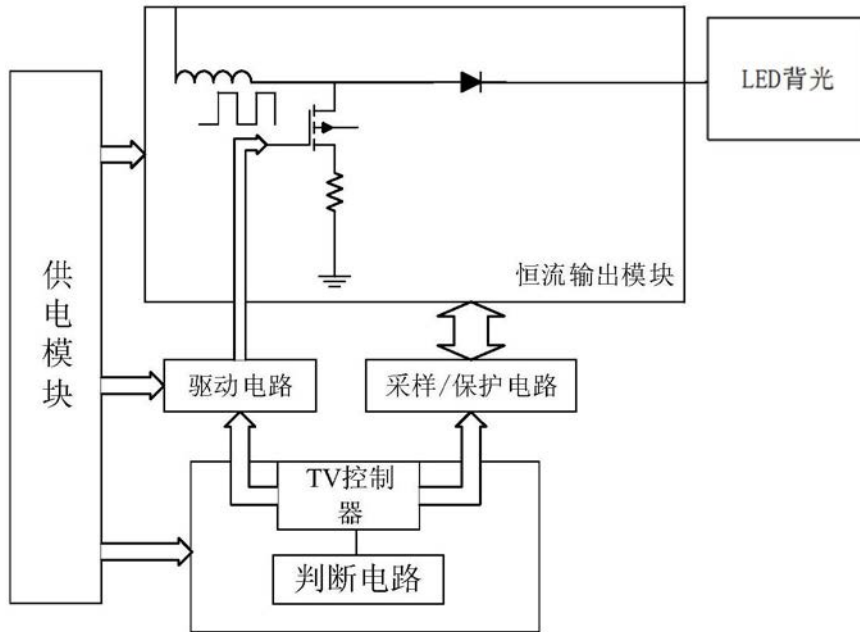 LED背光
恒流输出模块
供
电
模
块
驱动电路
采样/保护电路
TV控制
器
判断电路